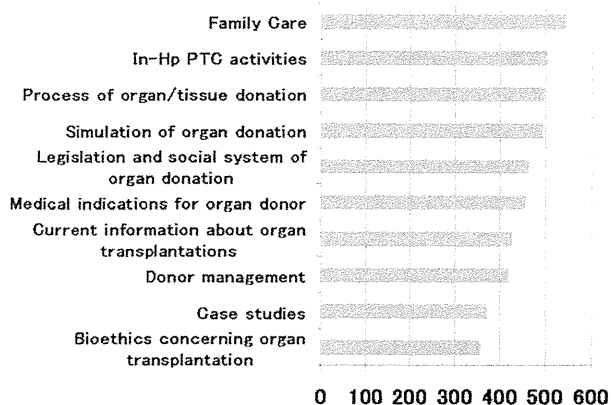 Family Care
In-Hp PTC activities
Process of organ/tissue donation
Simulation of organ donation
Legislation and social system of
organ donation
Medical indications for organ donor
Current information about organ
transplantations
Donor management
Case studies
Bioethics concerning organ
transplantation
0 100 200 300 400 500 600